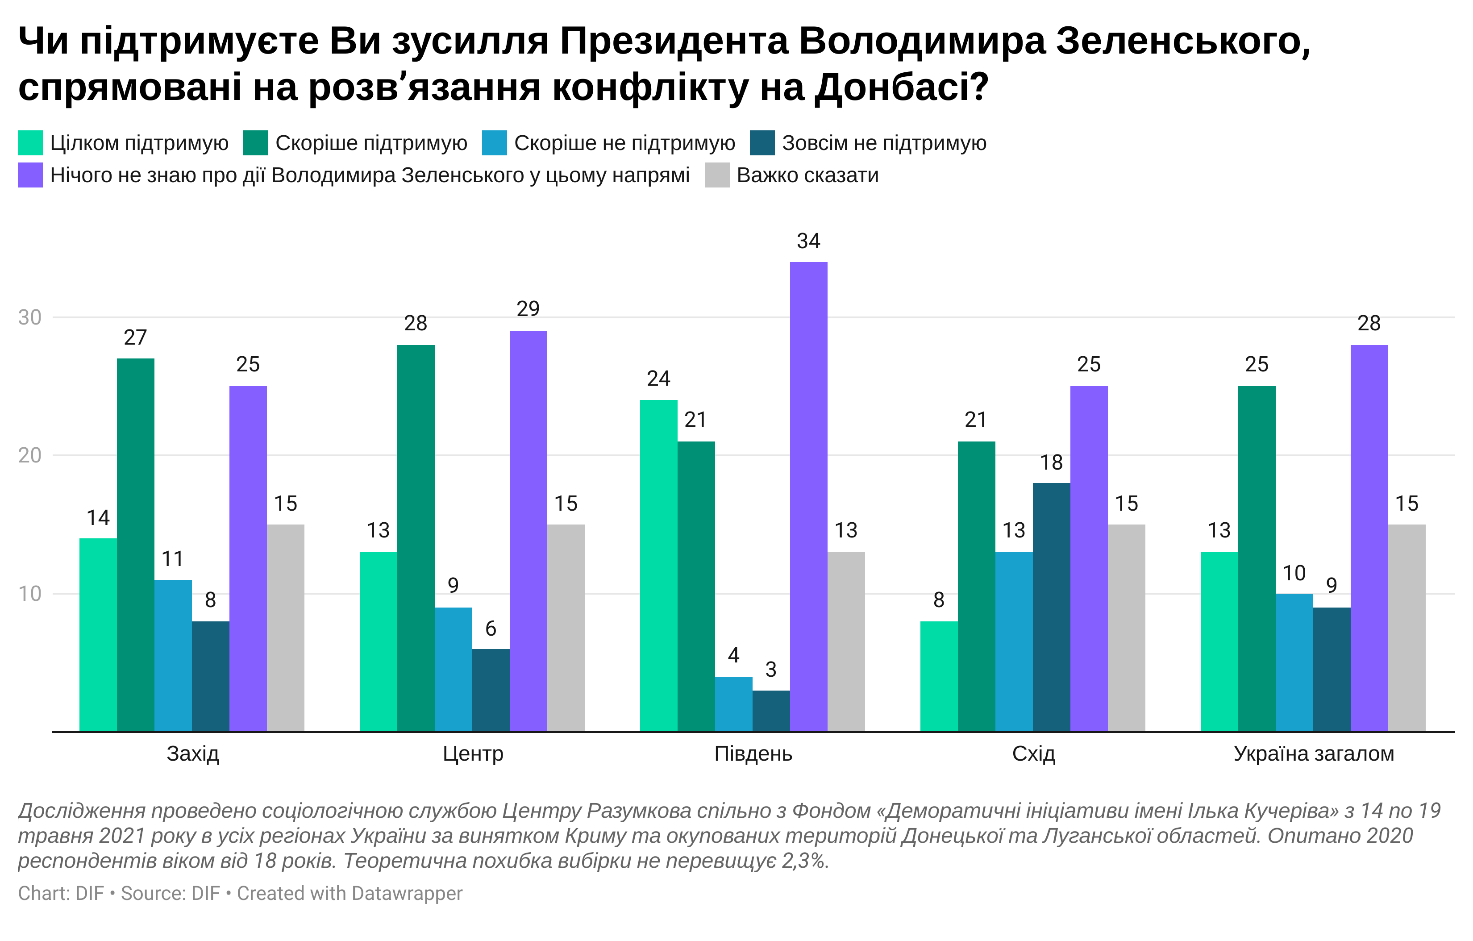 Чи підтримуєте Ви зусилля Президента Володимира Зеленського,
спрямовані на розв’язання конфлікту на Донбасі?
Цілком підтримую Скоріше підтримую Скоріше не підтримую Зовсім не підтримую
Нічого не знаю про дії Володимира Зеленського у цьому напрямі Важко сказати
30
20
10
14 27 11 8 25 15
13 28 9 6 29 15
24 21 4 3 34 13
8 21 13 18 25 15
13 25 10 9 28 15
Захід Центр Південь Схід Україна загалом
Дослідження проведено соціологічною службою Центру Разумкова спільно з Фондом «Деморатичні ініціативи імені Ілька Кучеріва» з 14 по 19
травня 2021 року в усіх регіонах України за винятком Криму та окупованих територій Донецької та Луганської областей. Опитано 2020
респондентів віком від 18 років. Теоретична похибка вибірки не перевищує 2,3%.
Chart: DIF • Source: DIF • Created with Datawrapper